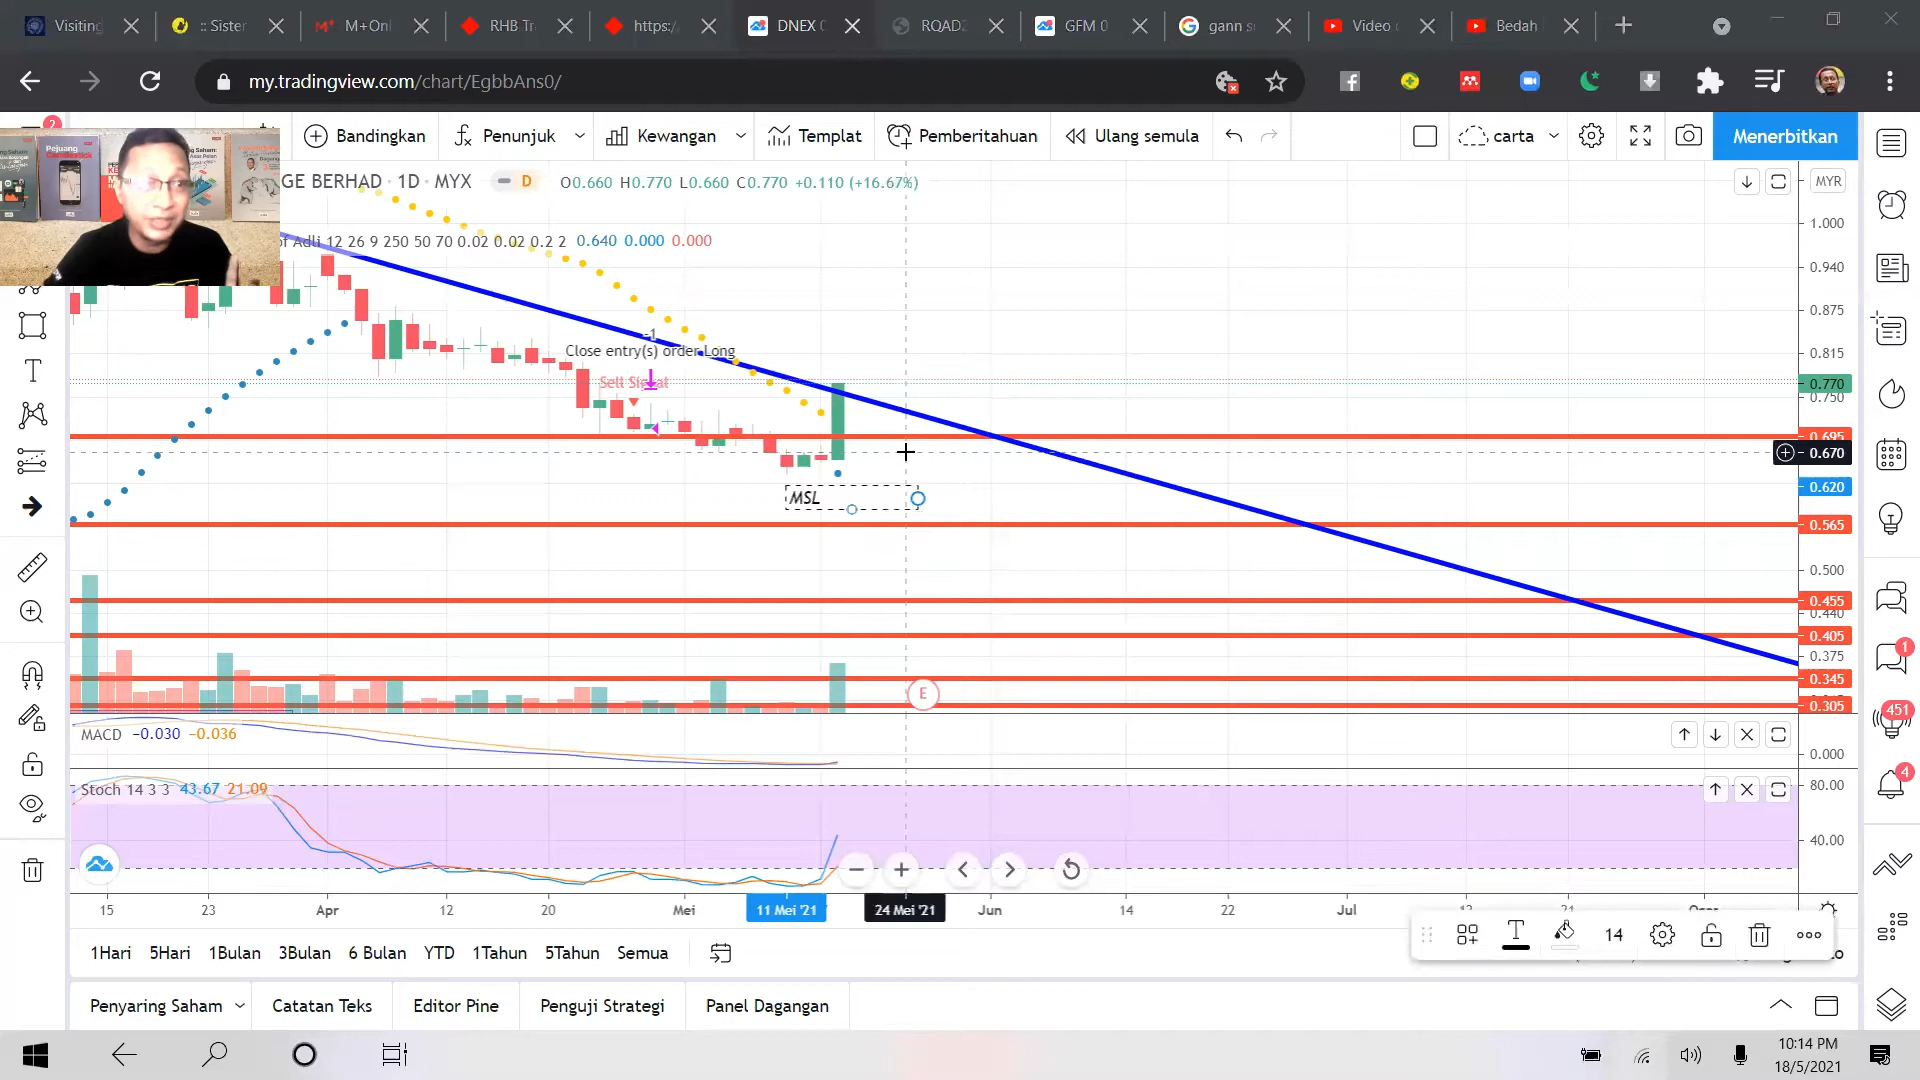 Visiting
:: Sister
M+Onl
RHB Tr
https:/
DNEX
RQAD2
GFM 0
gann s
Video
Bedah
my.tradingview.com/chart/EgbbAns0/
2
Bandingkan
Penunjuk
Kewangan
Templat
Pemberitahuan
Ulang semula
carta
Menerbitkan
Pejuang
Candlestick
GE BERHAD · 1D · MYX
D
O0.660 H0.770 L0.660 C0.770 +0.110 (+16.67%)
MYR
of Adli 12 26 9 250 50 70 0.02 0.02 0.2 2 0.640 0.000 0.000
1.000
0.940
0.875
0.815
0.770
0.750
0.695
0.670
0.620
0.565
0.500
0.455
0.440
0.405
0.375
0.345
0.305
-1
Close entry(s) order Long
Sell Signal
MSL
E
MACD −0.030 −0.036
0.000
Stoch 14 3 3 43.67 21.09
80.00
40.00
15
23
Apr
12
20
Mei
11 Mei '21
24 Mei '21
Jun
14
22
Jul
1
451
4
14
1Hari
5Hari
1Bulan
3Bulan
6 Bulan
YTD
1Tahun
5Tahun
Semua
Penyaring Saham
Catatan Teks
Editor Pine
Penguji Strategi
Panel Dagangan
10:14 PM
18/5/2021